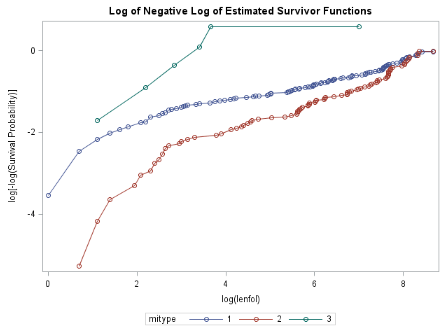 Log of Negative Log of Estimated Survivor Functions
log[-log(Survival Probability)]
0
-2
-4
0
2
4
6
8
log(lenfol)
mitype 1 2 3